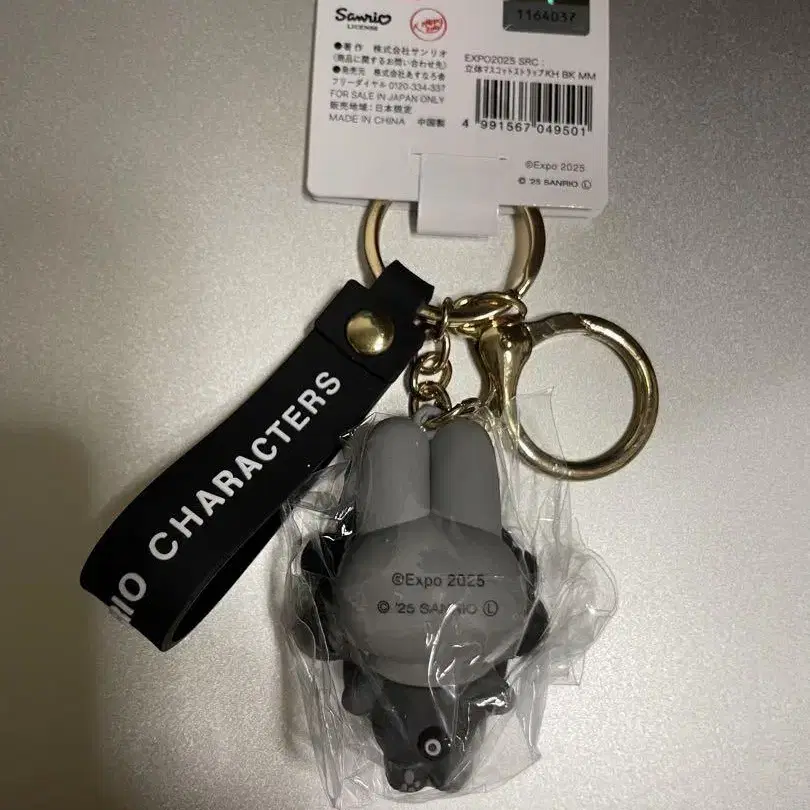 Sanrio
LICENSE
1164037
●著作 株式会社サンリオ
(商品に関するお問い合わせ先)
●発売元 株式会社あすなろ舎
フリーダイヤル 0120-334-337
FOR SALE IN JAPAN ONLY
販売地域:日本限定
MADE IN CHINA 中国製
EXPO2025 SRC :
立体マスコットストラップKH BK MM
4 991567 049501
©Expo 2025
© '25 SANRIO Ⓛ
RIO CHARACTERS
©Expo 2025
© '25 SANRIO Ⓛ